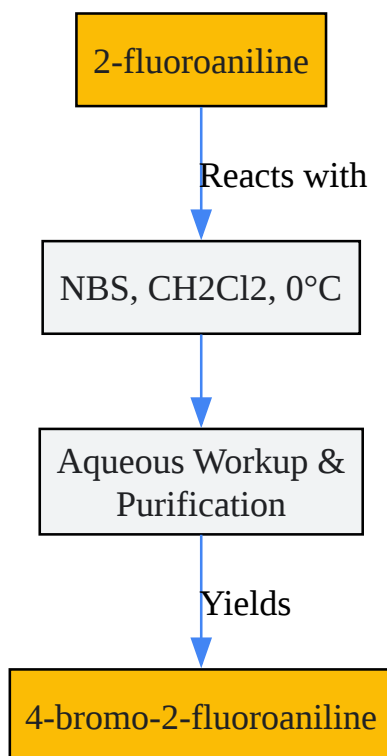 2-fluoroaniline
Reacts with
NBS, CH2Cl2, 0°C
Aqueous Workup &
Purification
Yields
4-bromo-2-fluoroaniline